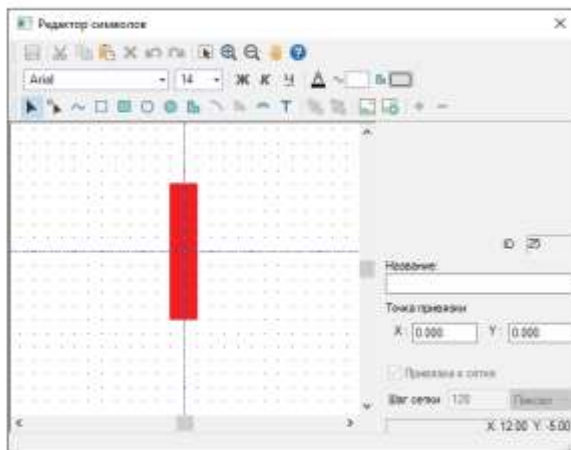 Редактор символов
Arial 14 Ж К Ч А
T
ID 25
Название
Точка привязки
X : 0.000 Y : 0.000
Привязка к сетке
Шаг сетки 120 Пиксел
X: 12.00 Y: -5.00